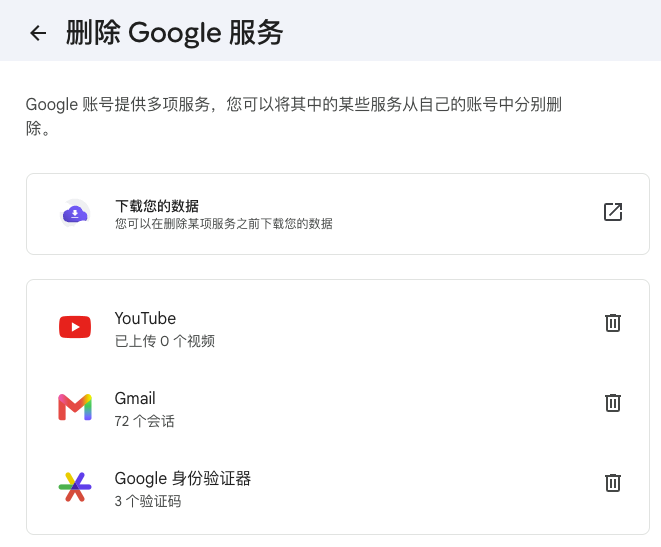 删除 Google 服务
Google 账号提供多项服务，您可以将其中的某些服务从自己的账号中分别删
除。
下载您的数据
您可以在删除某项服务之前下载您的数据
YouTube
已上传 0 个视频
Gmail
72 个会话
Google 身份验证器
3 个验证码